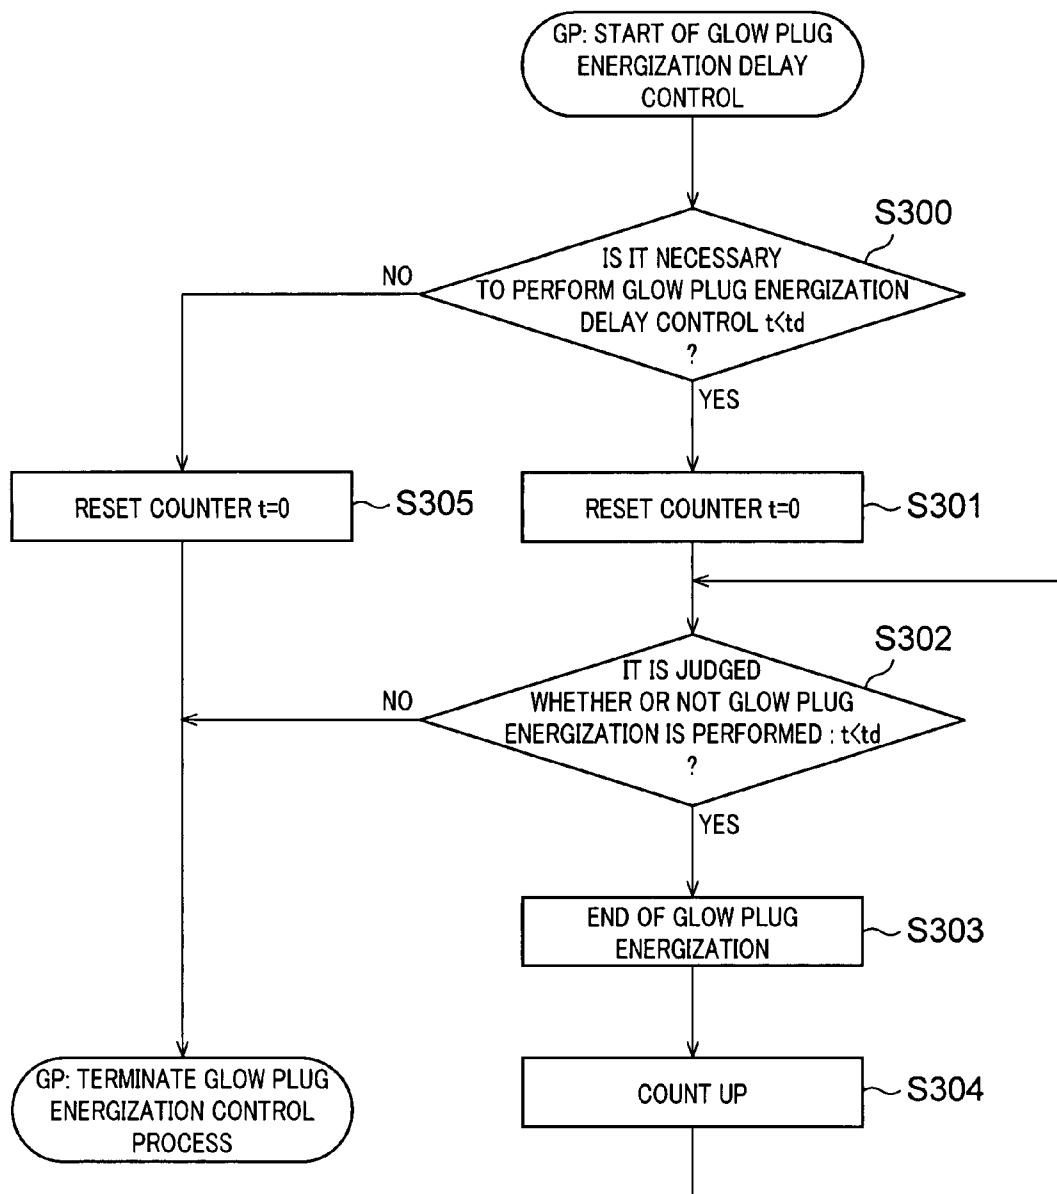 GP: START OF GLOW PLUG
ENERGIZATION DELAY
CONTROL
S300
IS IT NECESSARY
TO PERFORM GLOW PLUG ENERGIZATION
DELAY CONTROL t<td
?
NO
YES
RESET COUNTER t=0
S305
RESET COUNTER t=0
S301
S302
IT IS JUDGED
WHETHER OR NOT GLOW PLUG
ENERGIZATION IS PERFORMED : t<td
?
NO
YES
END OF GLOW PLUG
ENERGIZATION
S303
GP: TERMINATE GLOW PLUG
ENERGIZATION CONTROL
PROCESS
COUNT UP
S304